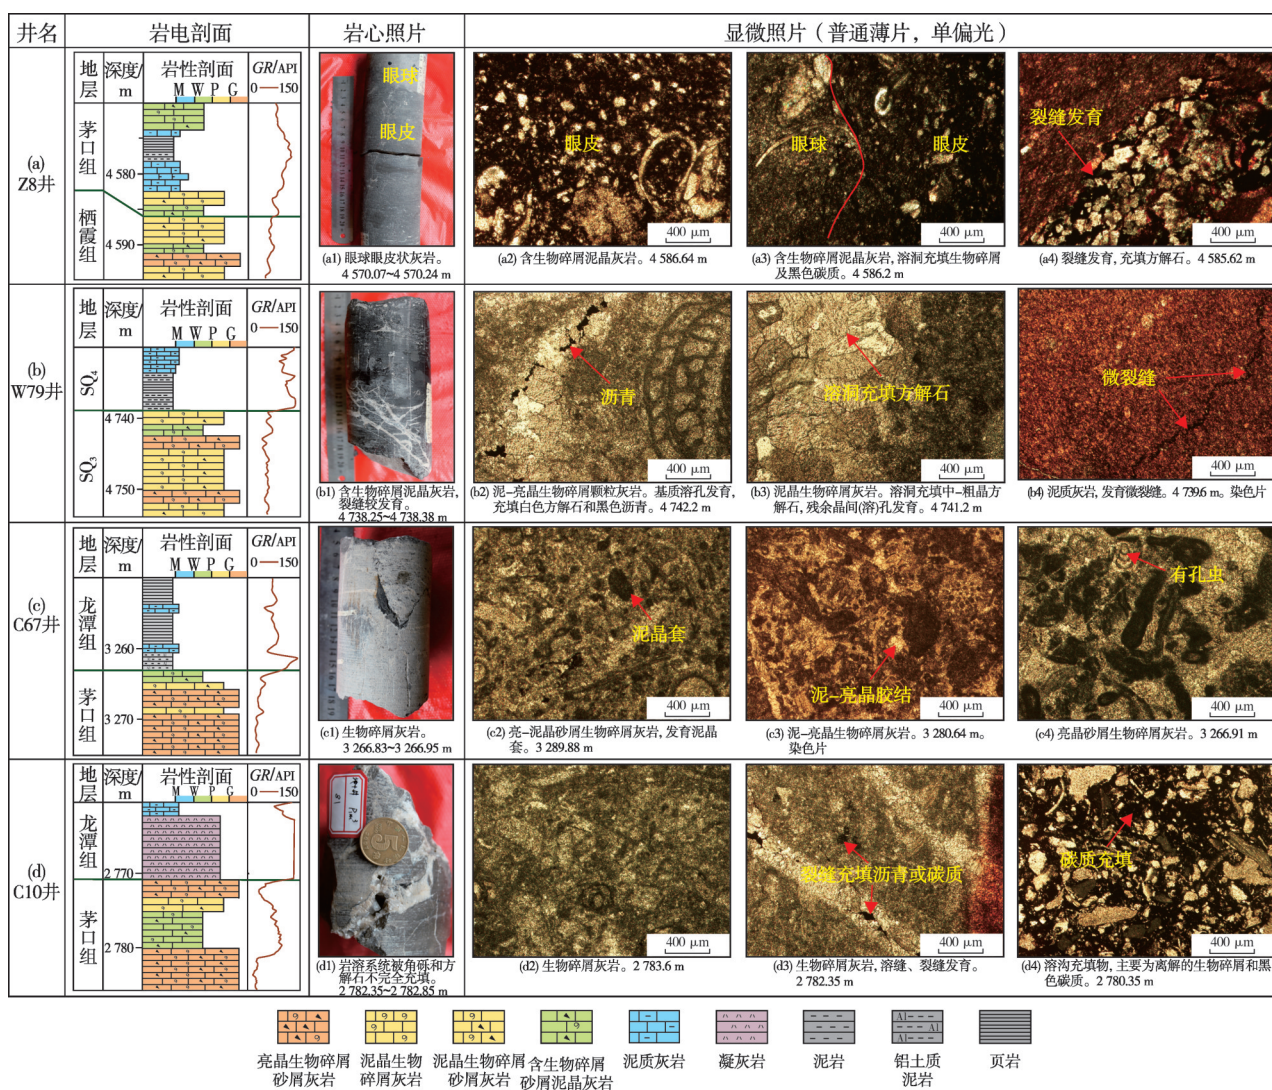 井名
岩电剖面
岩心照片
显微照片(普通薄片, 单偏光)
(a)
Z8井
地层
深度/
m
岩性剖面
M W P G
GR/API
0 — 150
茅口组
栖霞组
4 580
4 590
眼球
眼皮
(a1) 眼球眼皮状灰岩。
4 570.07~4 570.24 m
眼皮
400 μm
(a2) 含生物碎屑泥晶灰岩。4 586.64 m
眼球
眼皮
400 μm
(a3) 含生物碎屑泥晶灰岩, 溶洞充填生物碎屑
及黑色碳质。4 586.2 m
裂缝发育
400 μm
(a4) 裂缝发育, 充填方解石。4 585.62 m
(b)
W79井
地层
深度/
m
岩性剖面
M W P G
GR/API
0 — 150
SQ4
SQ3
4 740
4 750
(b1) 含生物碎屑泥晶灰岩,
裂缝较发育。
4 738.25~4 738.38 m
沥青
400 μm
(b2) 泥–亮晶生物碎屑颗粒灰岩。基质溶孔发育,
充填白色方解石和黑色沥青。4 742.2 m
溶洞充填方解石
400 μm
(b3) 泥晶生物碎屑灰岩。溶洞充填中–粗晶方
解石, 残余晶间(溶)孔发育。4 741.2 m
微裂缝
400 μm
(b4) 泥质灰岩, 发育微裂缝。4 739.6 m。染色片
(c)
C67井
地层
深度/
m
岩性剖面
M W P G
GR/API
0 — 150
龙潭组
茅口组
3 260
3 270
(c1) 生物碎屑灰岩。
3 266.83~3 266.95 m
泥晶套
400 μm
(c2) 亮–泥晶砂屑生物碎屑灰岩, 发育泥晶
套。3 289.88 m
泥–亮晶胶结
400 μm
(c3) 泥–亮晶生物碎屑灰岩。3 280.64 m。
染色片
有孔虫
400 μm
(c4) 亮晶砂屑生物碎屑灰岩。3 266.91 m
(d)
C10井
地层
深度/
m
岩性剖面
M W P G
GR/API
0 — 150
龙潭组
茅口组
2 770
2 780
(d1) 岩溶系统被角砾和方
解石不完全充填。
2 782.35~2 782.85 m
400 μm
(d2) 生物碎屑灰岩。2 783.6 m
裂缝充填沥青或碳质
400 μm
(d3) 生物碎屑灰岩, 溶缝、裂缝发育。
2 782.35 m
碳质充填
400 μm
(d4) 溶沟充填物, 主要为离解的生物碎屑和黑
色碳质。2 780.35 m
亮晶生物碎屑
砂屑灰岩
泥晶生物
碎屑灰岩
泥晶生物碎屑
砂屑灰岩
含生物碎屑
砂屑泥晶灰岩
泥质灰岩
凝灰岩
泥岩
铝土质
泥岩
页岩